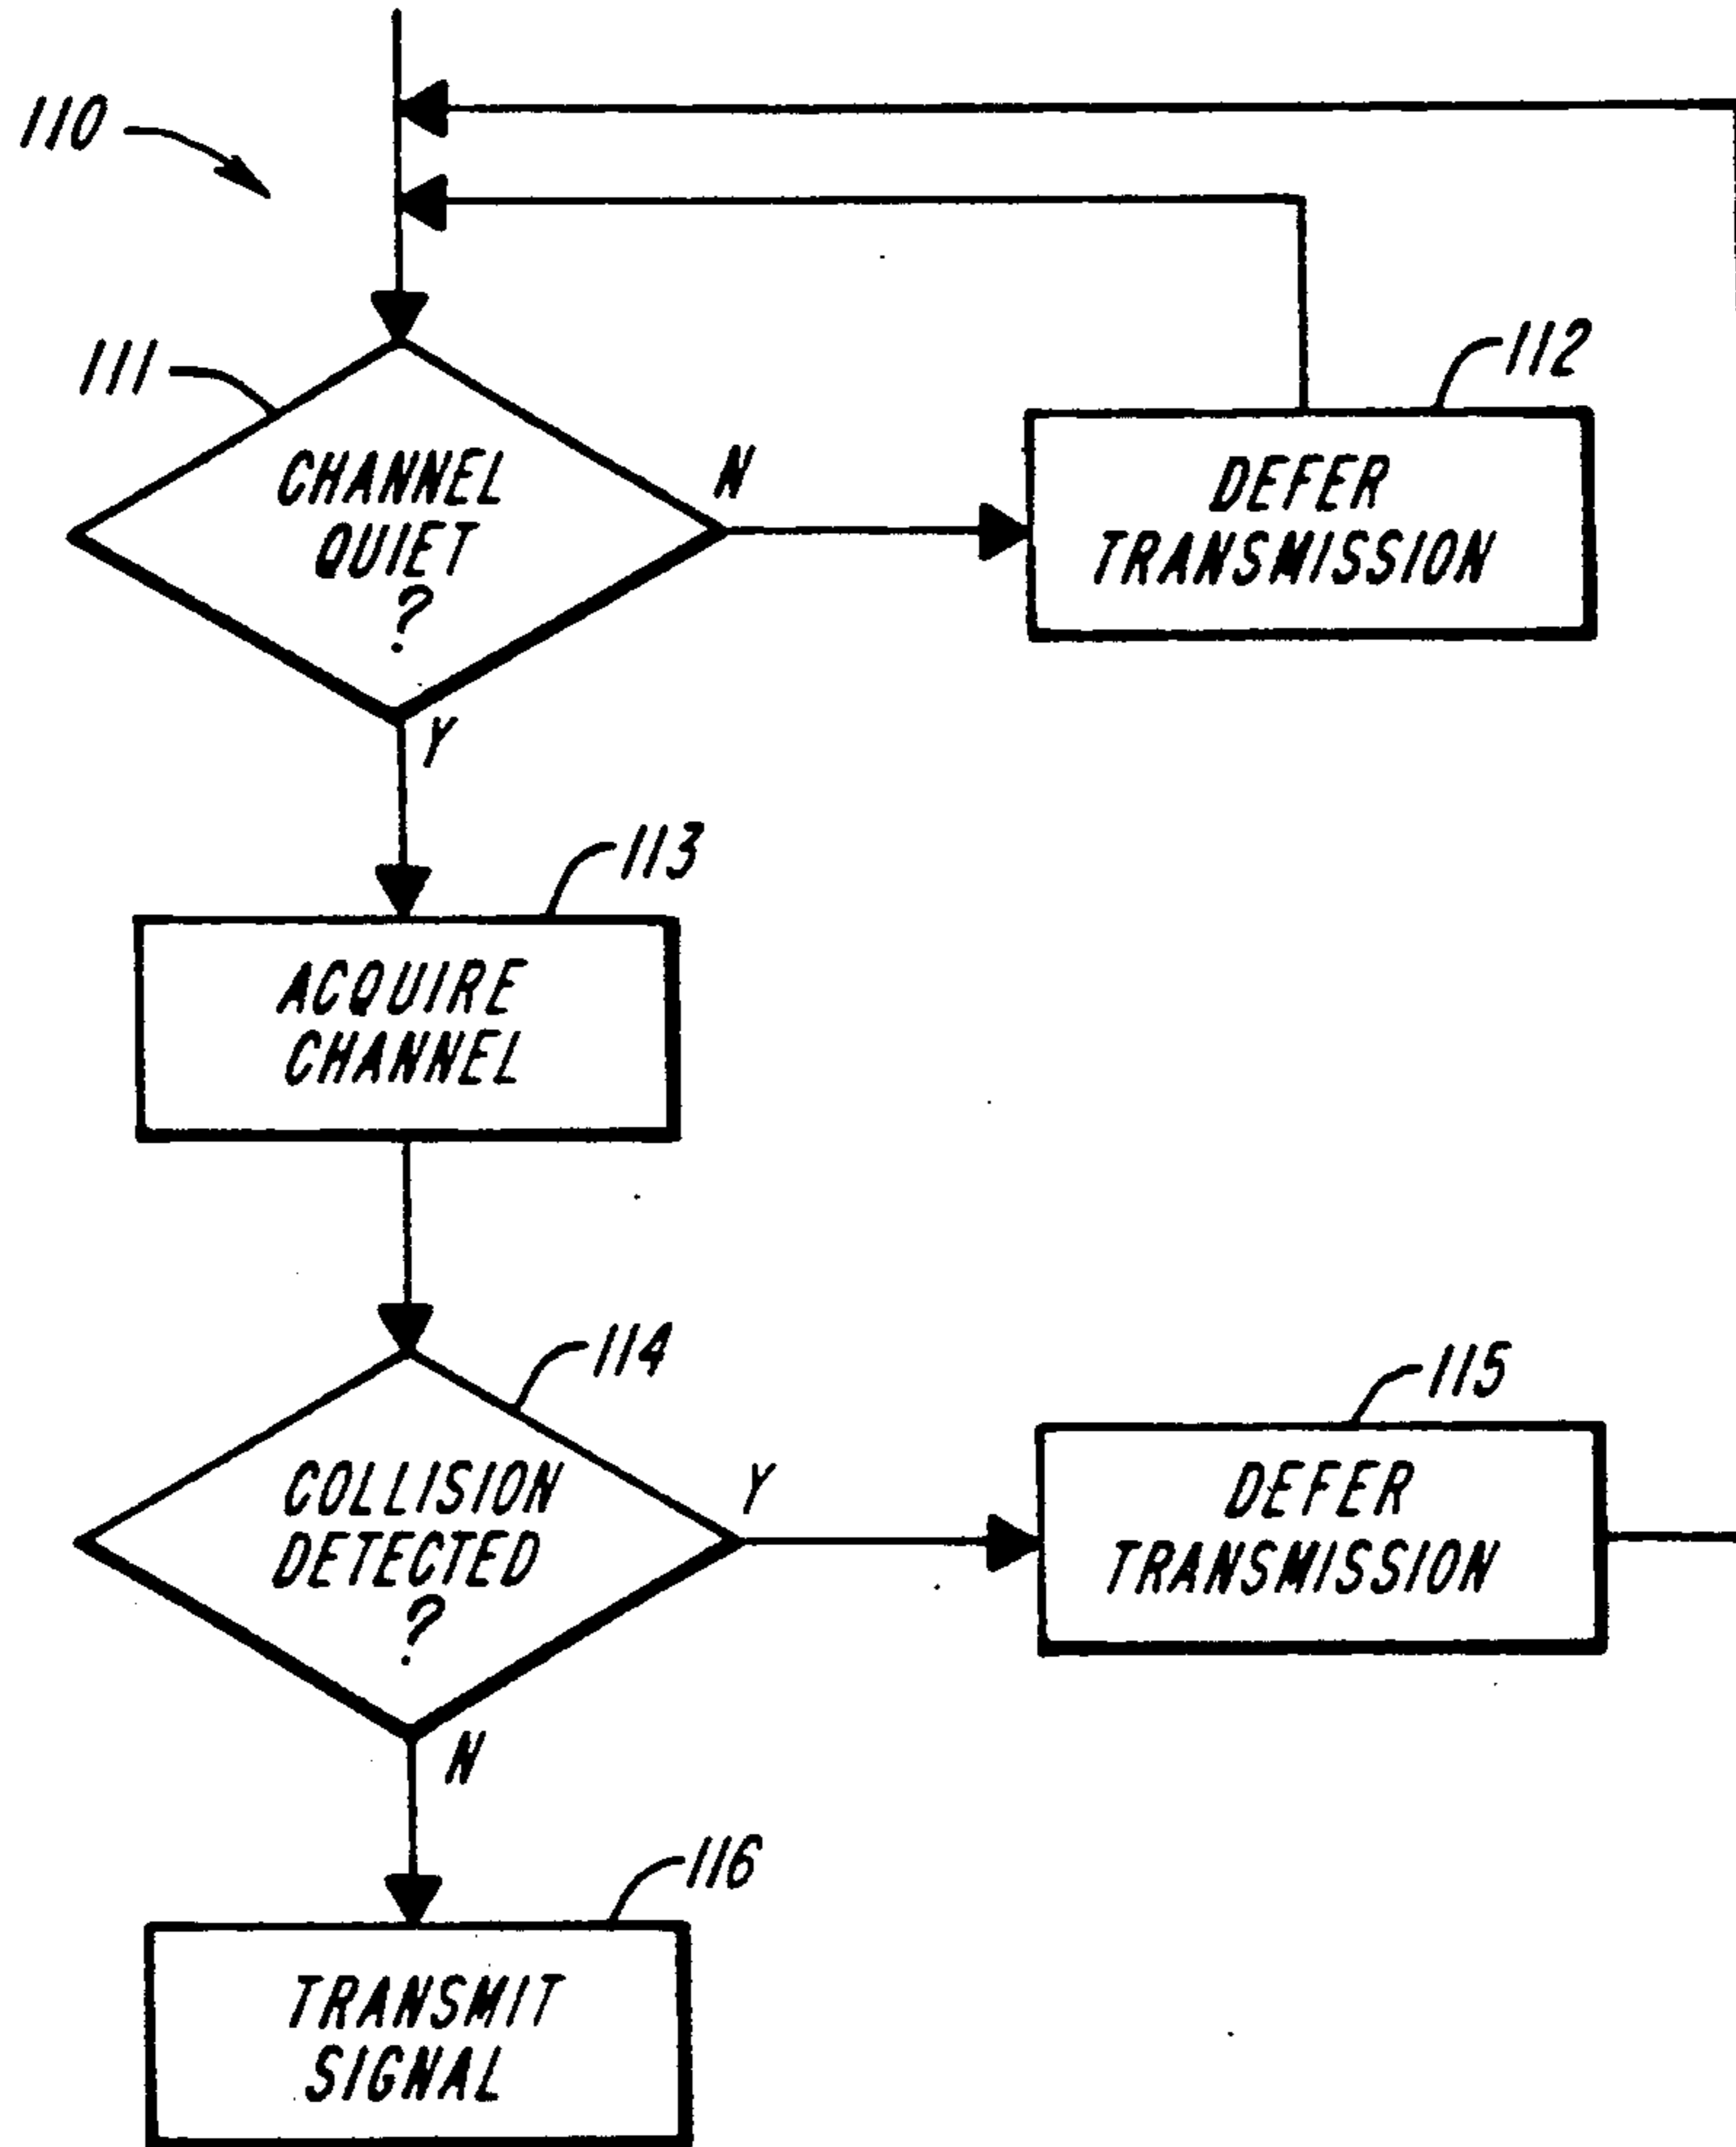 110
111
CHANNEL
QUIET
?
N
Y
112
DEFER
TRANSMISSION
113
ACQUIRE
CHANNEL
114
COLLISION
DETECTED
?
Y
N
115
DEFER
TRANSMISSION
116
TRANSMIT
SIGNAL